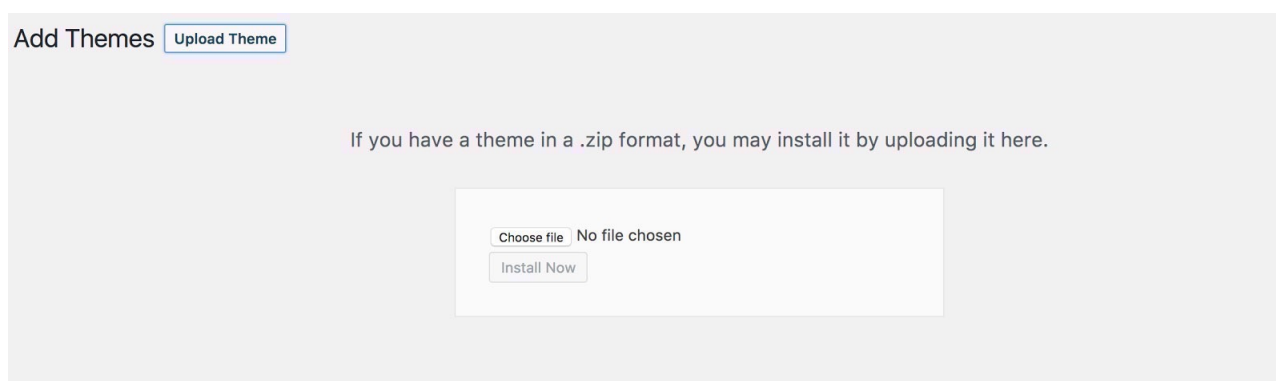 Add Themes Upload Theme
If you have a theme in a .zip format, you may install it by uploading it here.
Choose file No file chosen
Install Now